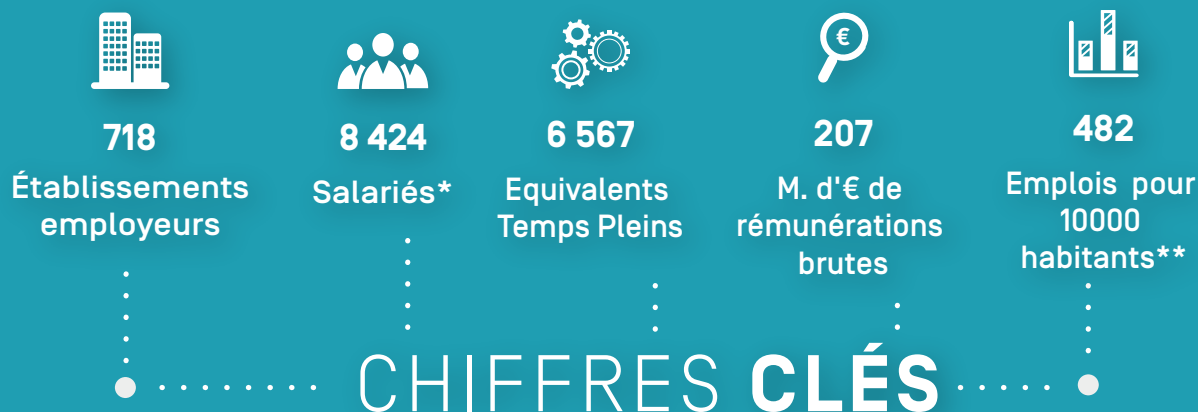 €
718
Établissements
employeurs
8 424
Salariés*
6 567
Equivalents
Temps Pleins
207
M. d'€ de
rémunérations
brutes
482
Emplois pour
10000
habitants**
CHIFFRES CLÉS